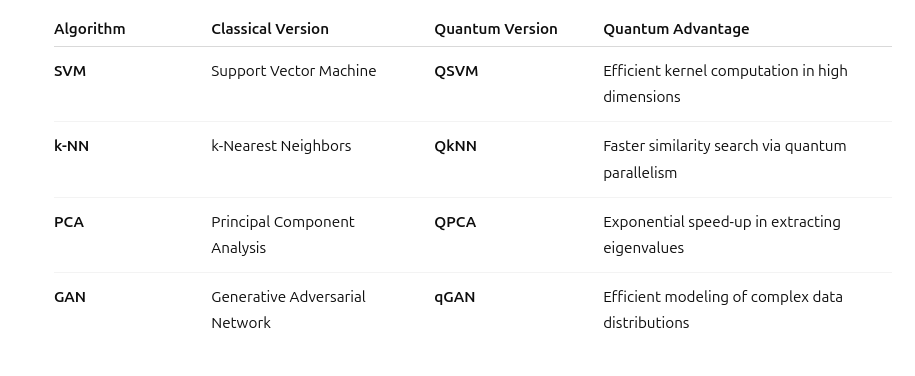 Algorithm Classical Version Quantum Version Quantum Advantage
SVM Support Vector Machine QSVM Efficient kernel computation in high
dimensions
k-NN k-Nearest Neighbors QkNN Faster similarity search via quantum
parallelism
PCA Principal Component QPCA Exponential speed-up in extracting
Analysis eigenvalues
GAN Generative Adversarial qGAN Efficient modeling of complex data
Network distributions